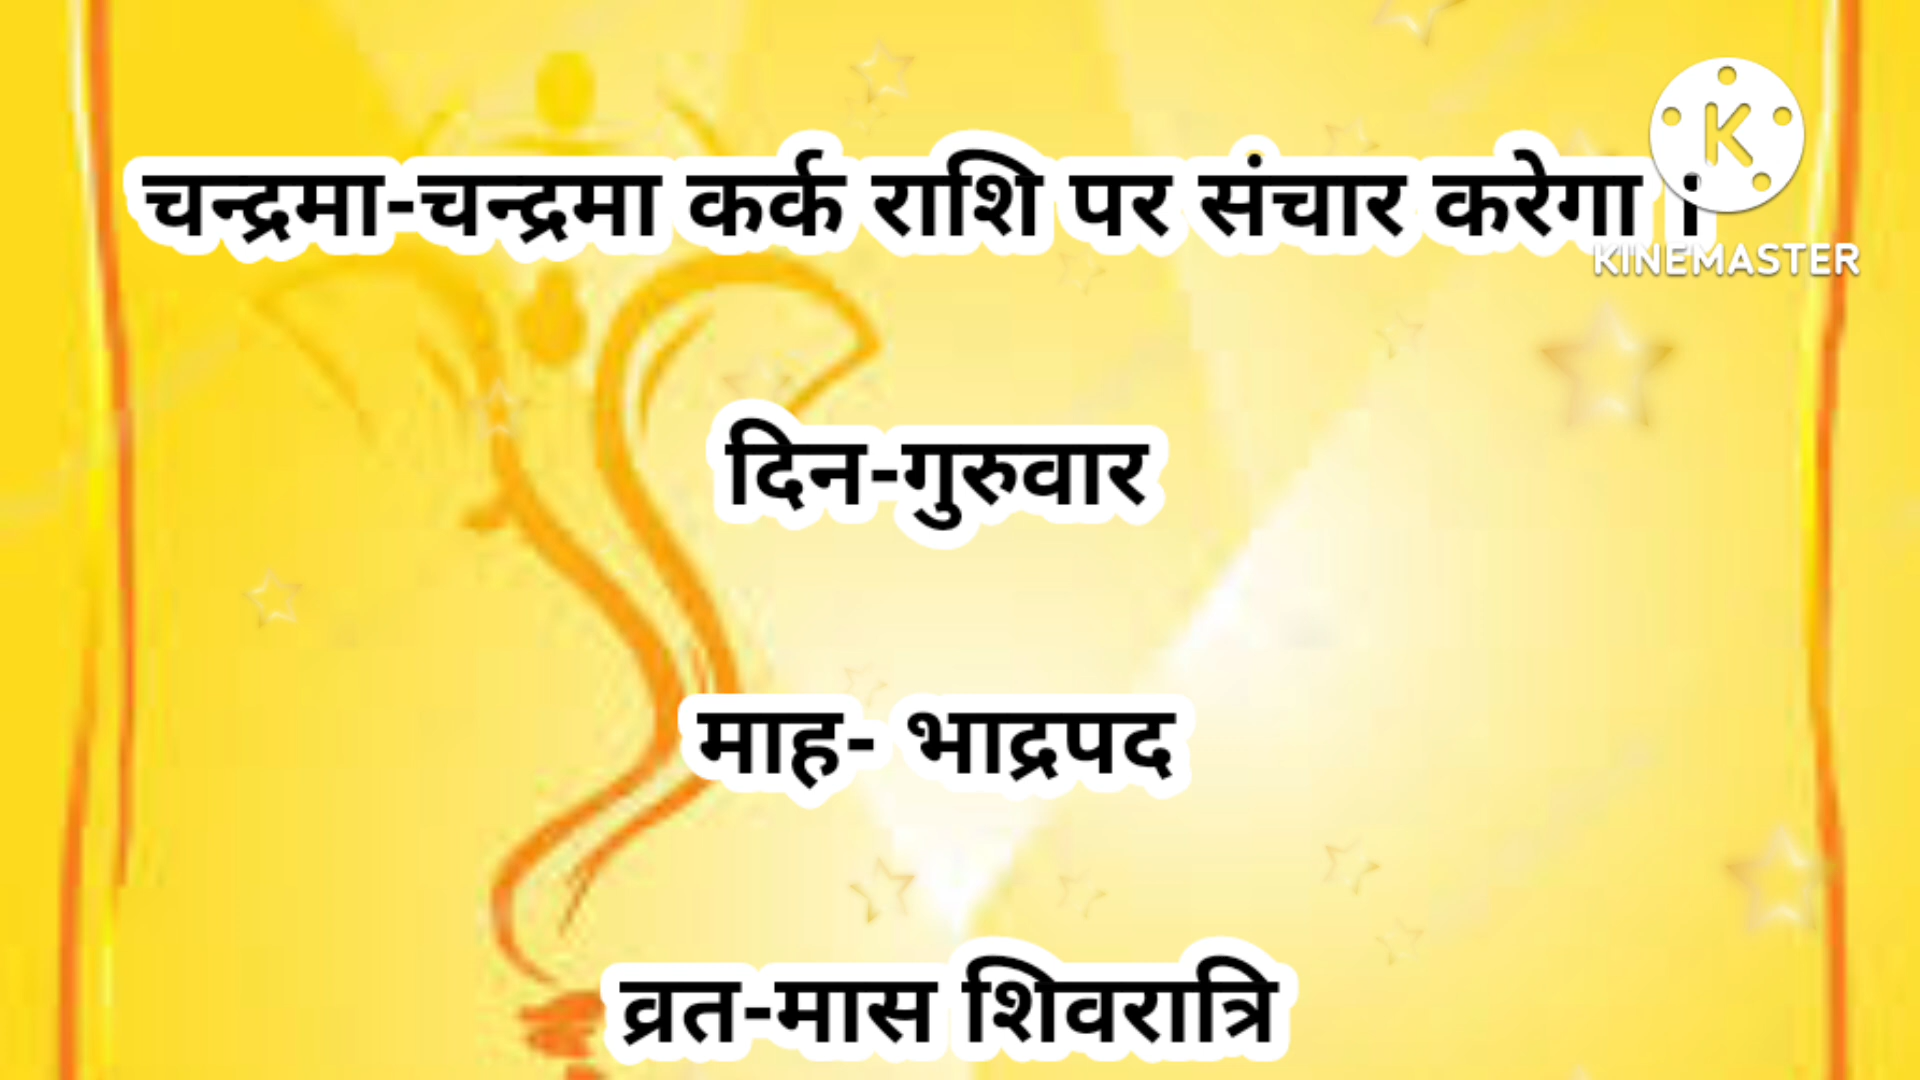 चन्द्रमा-चन्द्रमा कर्क राशि पर संचार करेगा ।
KINEMASTER
दिन-गुरुवार
माह- भाद्रपद
व्रत-मास शिवरात्रि